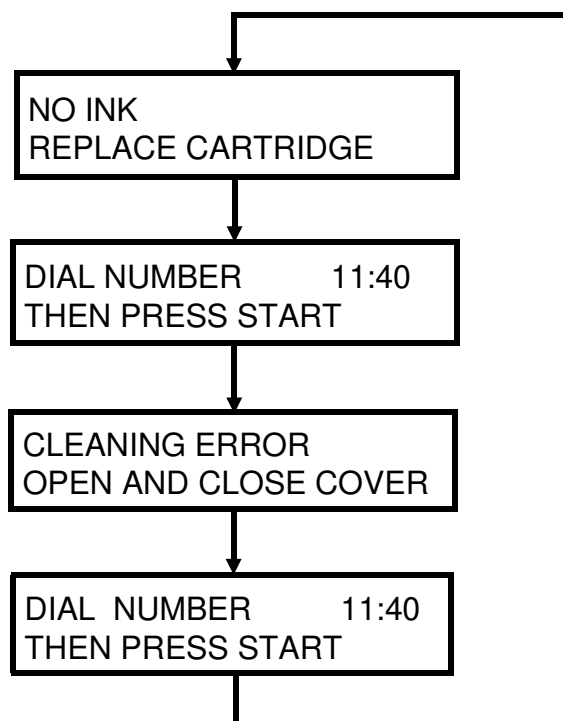 NO INK
REPLACE CARTRIDGE
DIAL NUMBER 11:40
THEN PRESS START
CLEANING ERROR
OPEN AND CLOSE COVER
DIAL NUMBER 11:40
THEN PRESS START